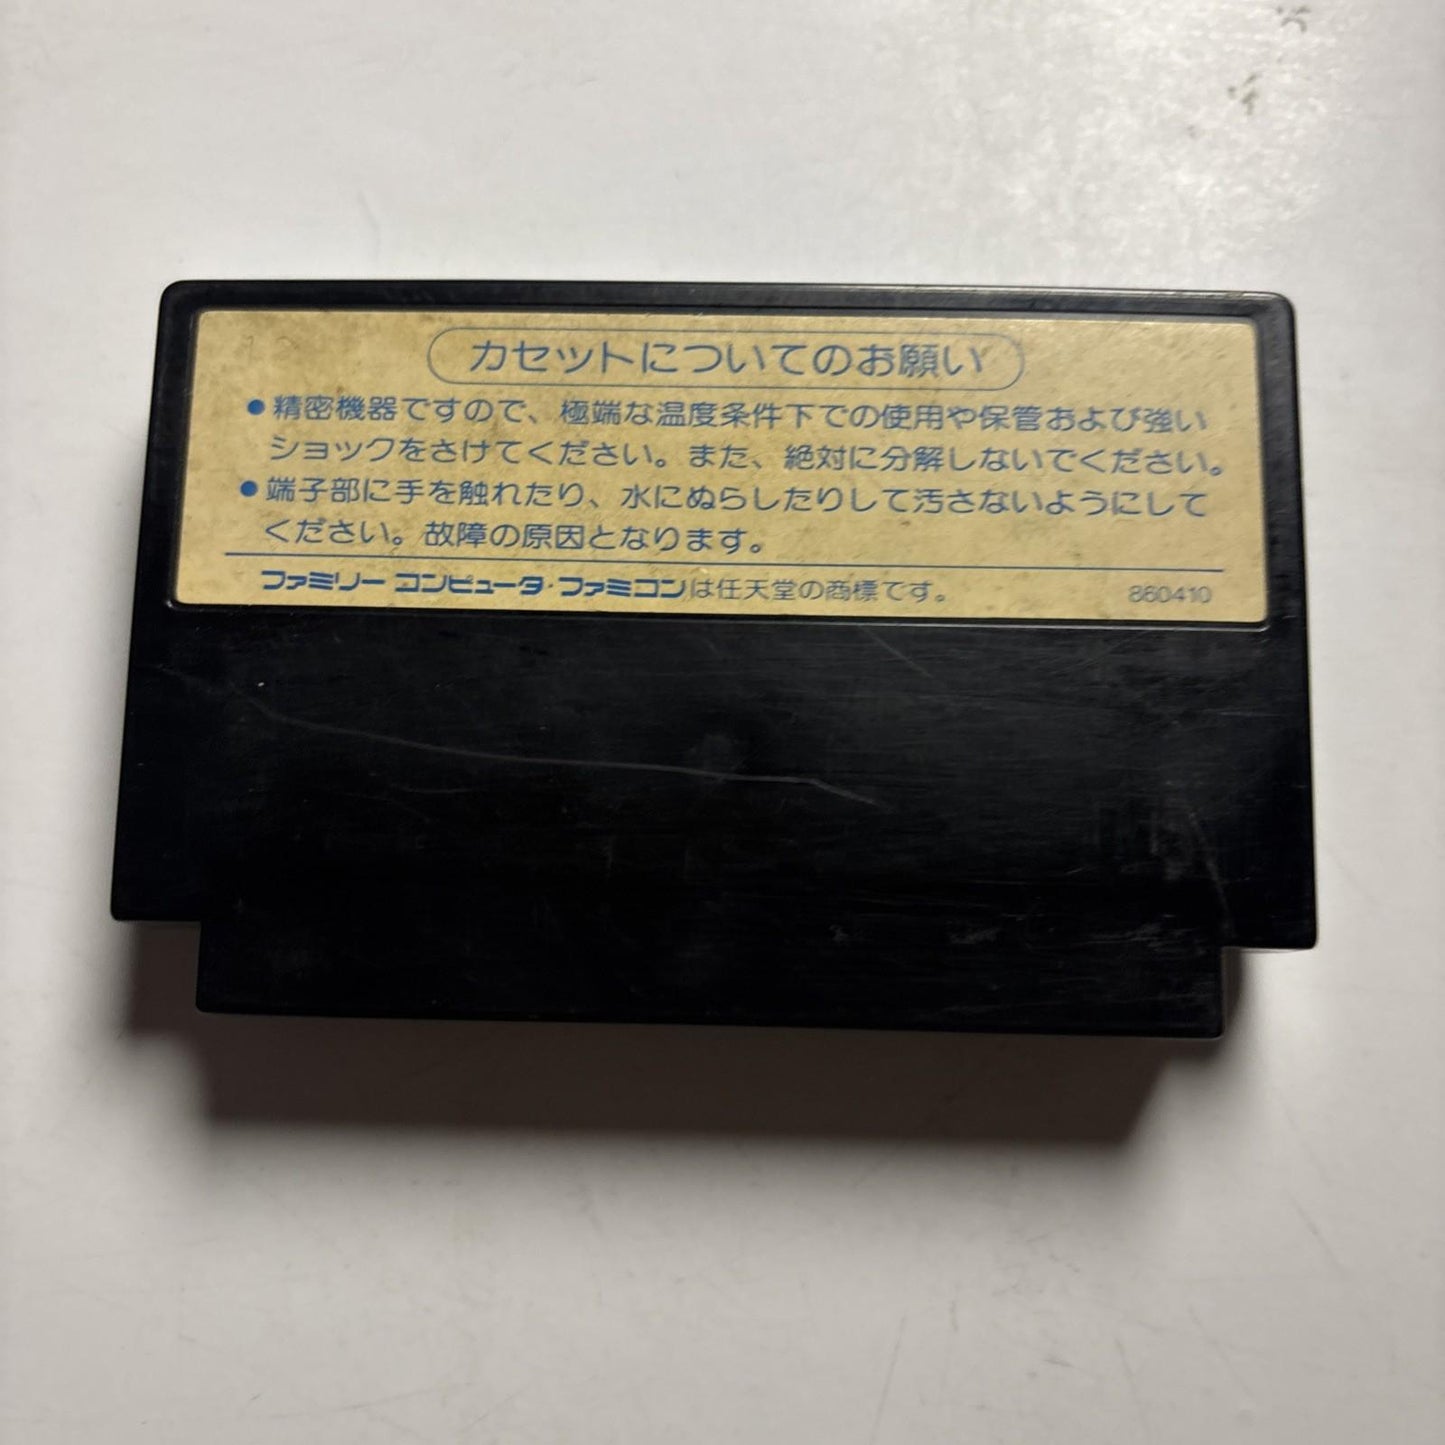 カセットについてのお願い
●精密機器ですので、極端な温度条件下での使用や保管および強い
ショックをさけてください。また、絶対に分解しないでください。
●端子部に手を触れたり、水にぬらしたりして汚さないようにして
ください。故障の原因となります。
ファミリー コンピュータ・ファミコンは任天堂の商標です。 860410